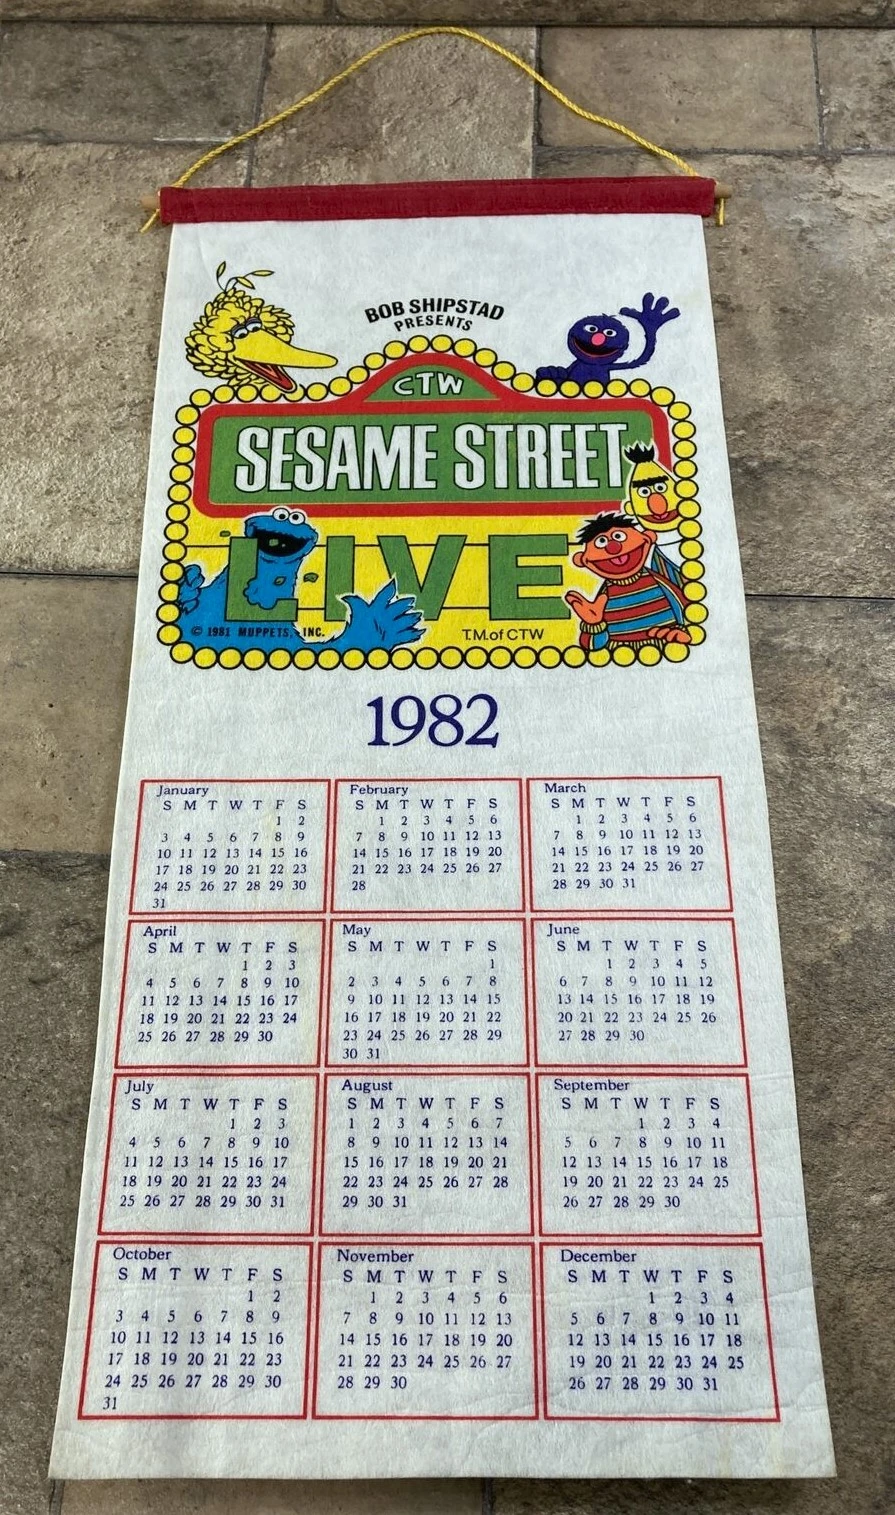 BOB SHIPSTAD
PRESENTS
CTW
SESAME STREET
LIVE
© 1981 MUPPETS, INC.
T.M. of CTW
1982
January
S M T W T F S
1 2
3 4 5 6 7 8 9
10 11 12 13 14 15 16
17 18 19 20 21 22 23
24 25 26 27 28 29 30
31
February
S M T W T F S
1 2 3 4 5 6
7 8 9 10 11 12 13
14 15 16 17 18 19 20
21 22 23 24 25 26 27
28
March
S M T W T F S
1 2 3 4 5 6
7 8 9 10 11 12 13
14 15 16 17 18 19 20
21 22 23 24 25 26 27
28 29 30 31
April
S M T W T F S
1 2 3
4 5 6 7 8 9 10
11 12 13 14 15 16 17
18 19 20 21 22 23 24
25 26 27 28 29 30
May
S M T W T F S
1
2 3 4 5 6 7 8
9 10 11 12 13 14 15
16 17 18 19 20 21 22
23 24 25 26 27 28 29
30 31
June
S M T W T F S
1 2 3 4 5
6 7 8 9 10 11 12
13 14 15 16 17 18 19
20 21 22 23 24 25 26
27 28 29 30
July
S M T W T F S
1 2 3
4 5 6 7 8 9 10
11 12 13 14 15 16 17
18 19 20 21 22 23 24
25 26 27 28 29 30 31
August
S M T W T F S
1 2 3 4 5 6 7
8 9 10 11 12 13 14
15 16 17 18 19 20 21
22 23 24 25 26 27 28
29 30 31
September
S M T W T F S
1 2 3 4
5 6 7 8 9 10 11
12 13 14 15 16 17 18
19 20 21 22 23 24 25
26 27 28 29 30
October
S M T W T F S
1 2
3 4 5 6 7 8 9
10 11 12 13 14 15 16
17 18 19 20 21 22 23
24 25 26 27 28 29 30
31
November
S M T W T F S
1 2 3 4 5 6
7 8 9 10 11 12 13
14 15 16 17 18 19 20
21 22 23 24 25 26 27
28 29 30
December
S M T W T F S
1 2 3 4
5 6 7 8 9 10 11
12 13 14 15 16 17 18
19 20 21 22 23 24 25
26 27 28 29 30 31